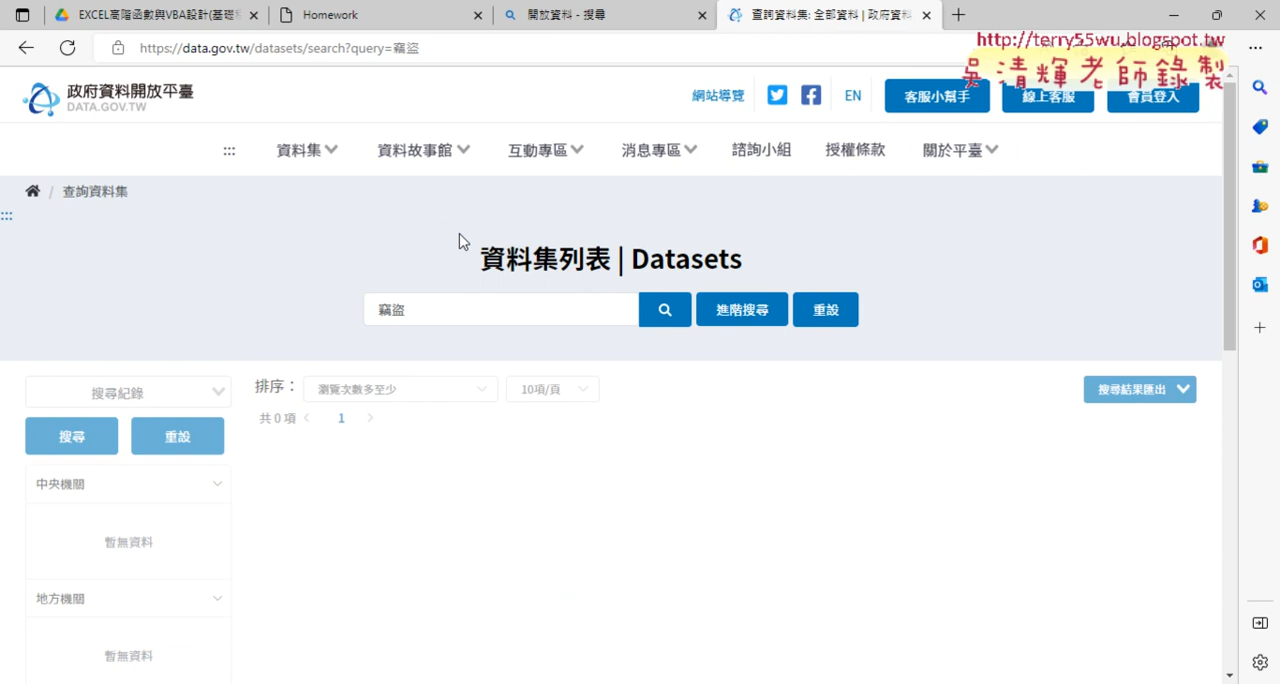 EXCEL高階函數與VBA設計(基礎
Homework
開放資料 - 搜尋
查詢資料集: 全部資料 | 政府資料
https://data.gov.tw/datasets/search?query=竊盜
http://terry55wu.blogspot.tw
吳清輝老師錄製
政府資料開放平臺
DATA.GOV.TW
網站導覽
EN
客服小幫手
線上客服
會員登入
資料集
資料故事館
互動專區
消息專區
諮詢小組
授權條款
關於平臺
/ 查詢資料集
資料集列表 | Datasets
竊盜
進階搜尋
重設
搜尋紀錄
排序：
瀏覽次數多至少
10項/頁
搜尋結果匯出
共 0 項
1
搜尋
重設
中央機關
暫無資料
地方機關
暫無資料